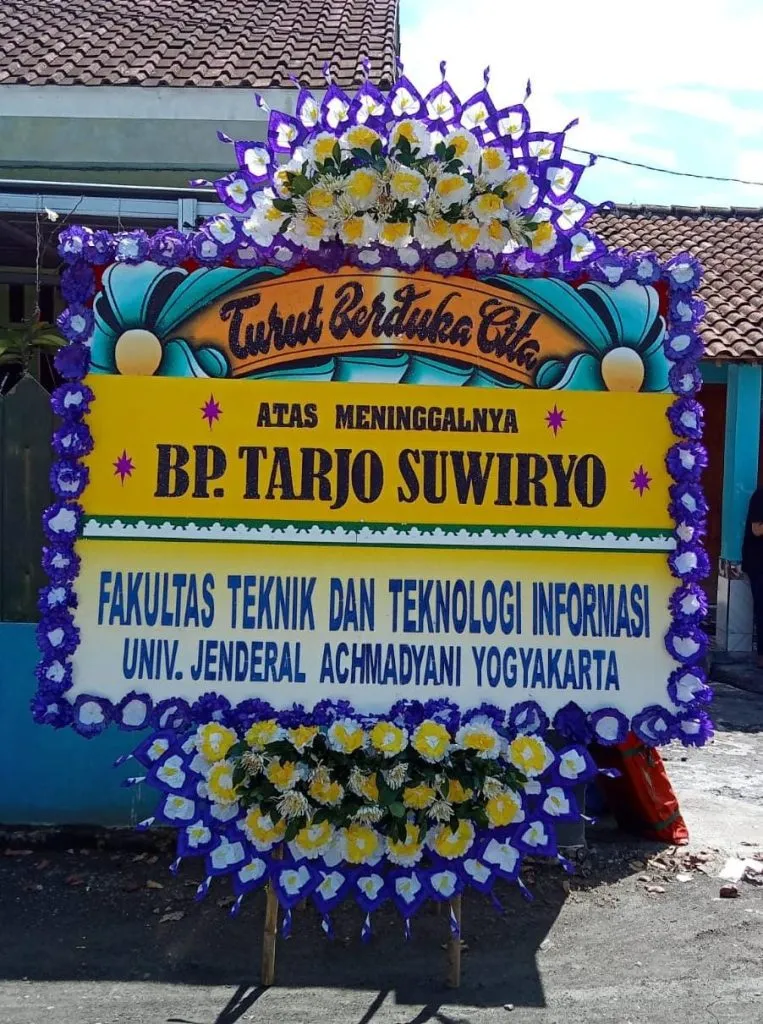 Turut Berduka Cita
ATAS MENINGGALNYA
BP. TARJO SUWIRYO
FAKULTAS TEKNIK DAN TEKNOLOGI INFORMASI
UNIV. JENDERAL ACHMADYANI YOGYAKARTA